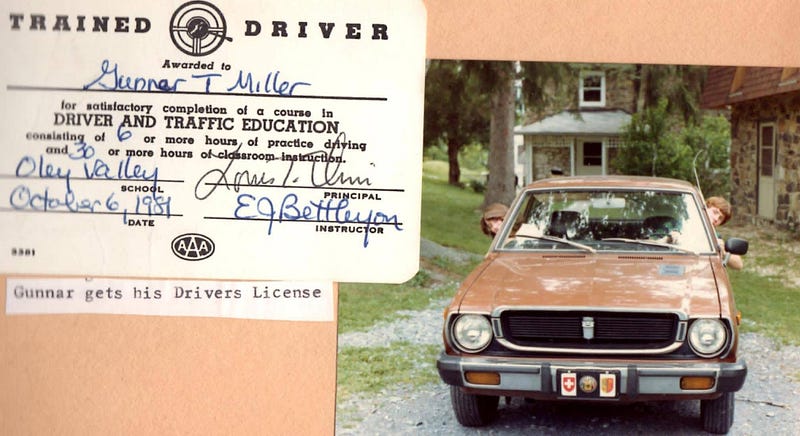 TRAINED DRIVER
Awarded to
Gunnar T Miller
for satisfactory completion of a course in
DRIVER AND TRAFFIC EDUCATION
consisting of 6 or more hours of practice driving
and 30 or more hours of classroom instruction.
Oley Valley
SCHOOL
PRINCIPAL
October 6, 1981
E J Bettleyon
DATE
INSTRUCTOR
AAA
3381
Gunnar gets his Drivers License